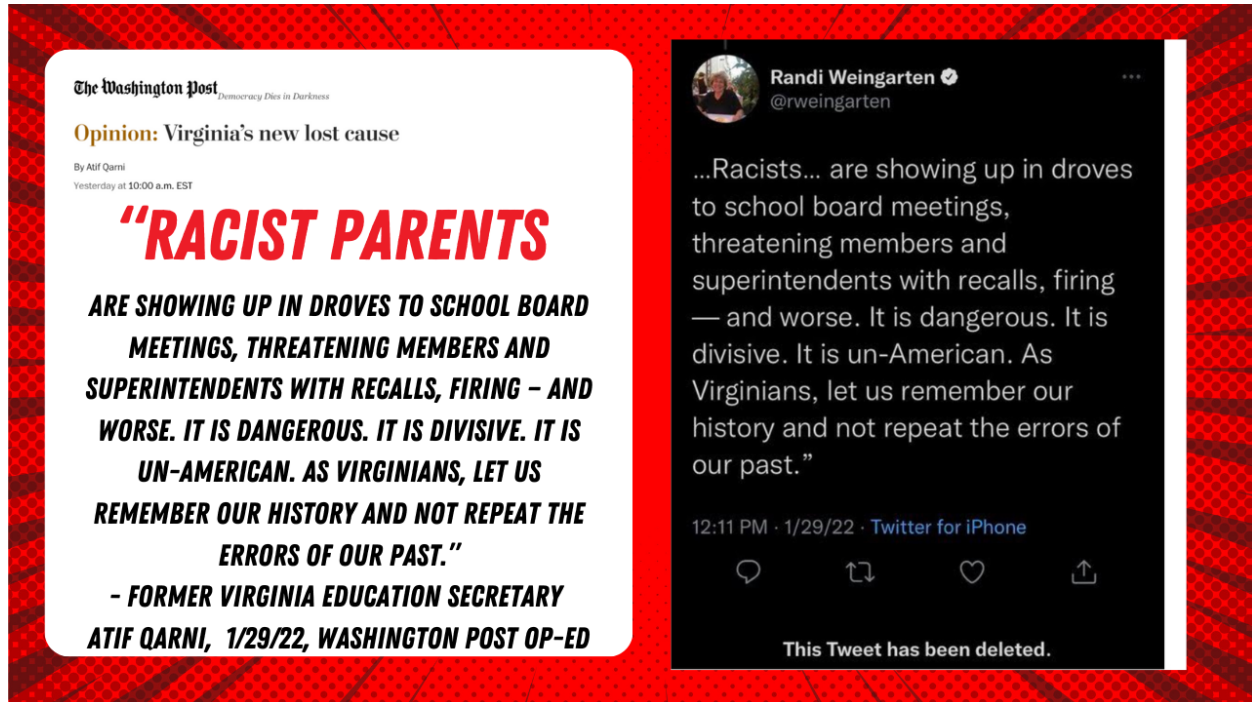 The Washington Post
Democracy Dies in Darkness
Opinion: Virginia's new lost cause
By Atif Qarni
Yesterday at 10:00 a.m. EST
“RACIST PARENTS
ARE SHOWING UP IN DROVES TO SCHOOL BOARD
MEETINGS, THREATENING MEMBERS AND
SUPERINTENDENTS WITH RECALLS, FIRING – AND
WORSE. IT IS DANGEROUS. IT IS DIVISIVE. IT IS
UN-AMERICAN. AS VIRGINIANS, LET US
REMEMBER OUR HISTORY AND NOT REPEAT THE
ERRORS OF OUR PAST.”
- FORMER VIRGINIA EDUCATION SECRETARY
ATIF QARNI, 1/29/22, WASHINGTON POST OP-ED
Randi Weingarten
@rweingarten
...Racists... are showing up in droves
to school board meetings,
threatening members and
superintendents with recalls, firing
— and worse. It is dangerous. It is
divisive. It is un-American. As
Virginians, let us remember our
history and not repeat the errors of
our past.”
12:11 PM · 1/29/22 · Twitter for iPhone
This Tweet has been deleted.